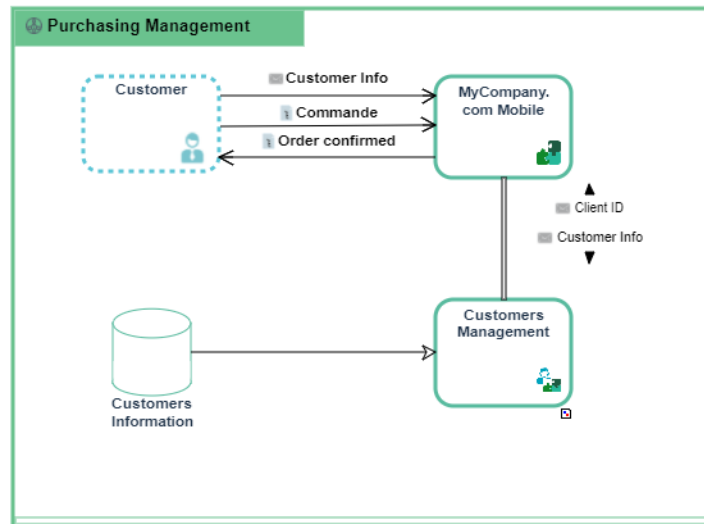 Purchasing Management
Customer
Customer Info
Commande
Order confirmed
MyCompany.
com Mobile
Client ID
Customer Info
Customers
Management
Customers
Information